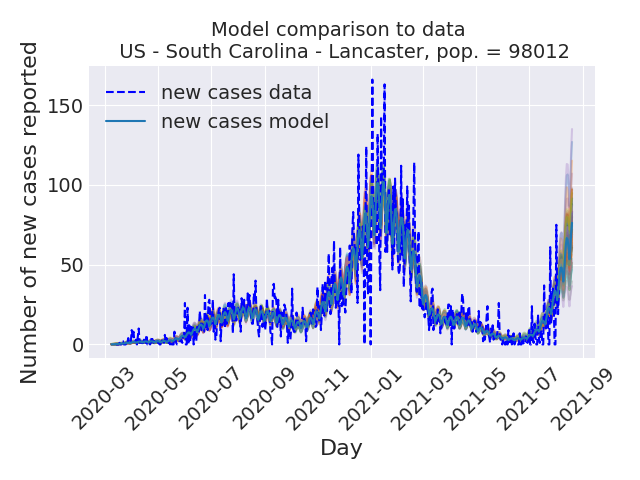 Model comparison to data
US - South Carolina - Lancaster, pop. = 98012
Number of new cases reported
150
100
50
0
new cases data
new cases model
2020-03
2020-05
2020-07
2020-09
2020-11
2021-01
2021-03
2021-05
2021-07
2021-09
Day